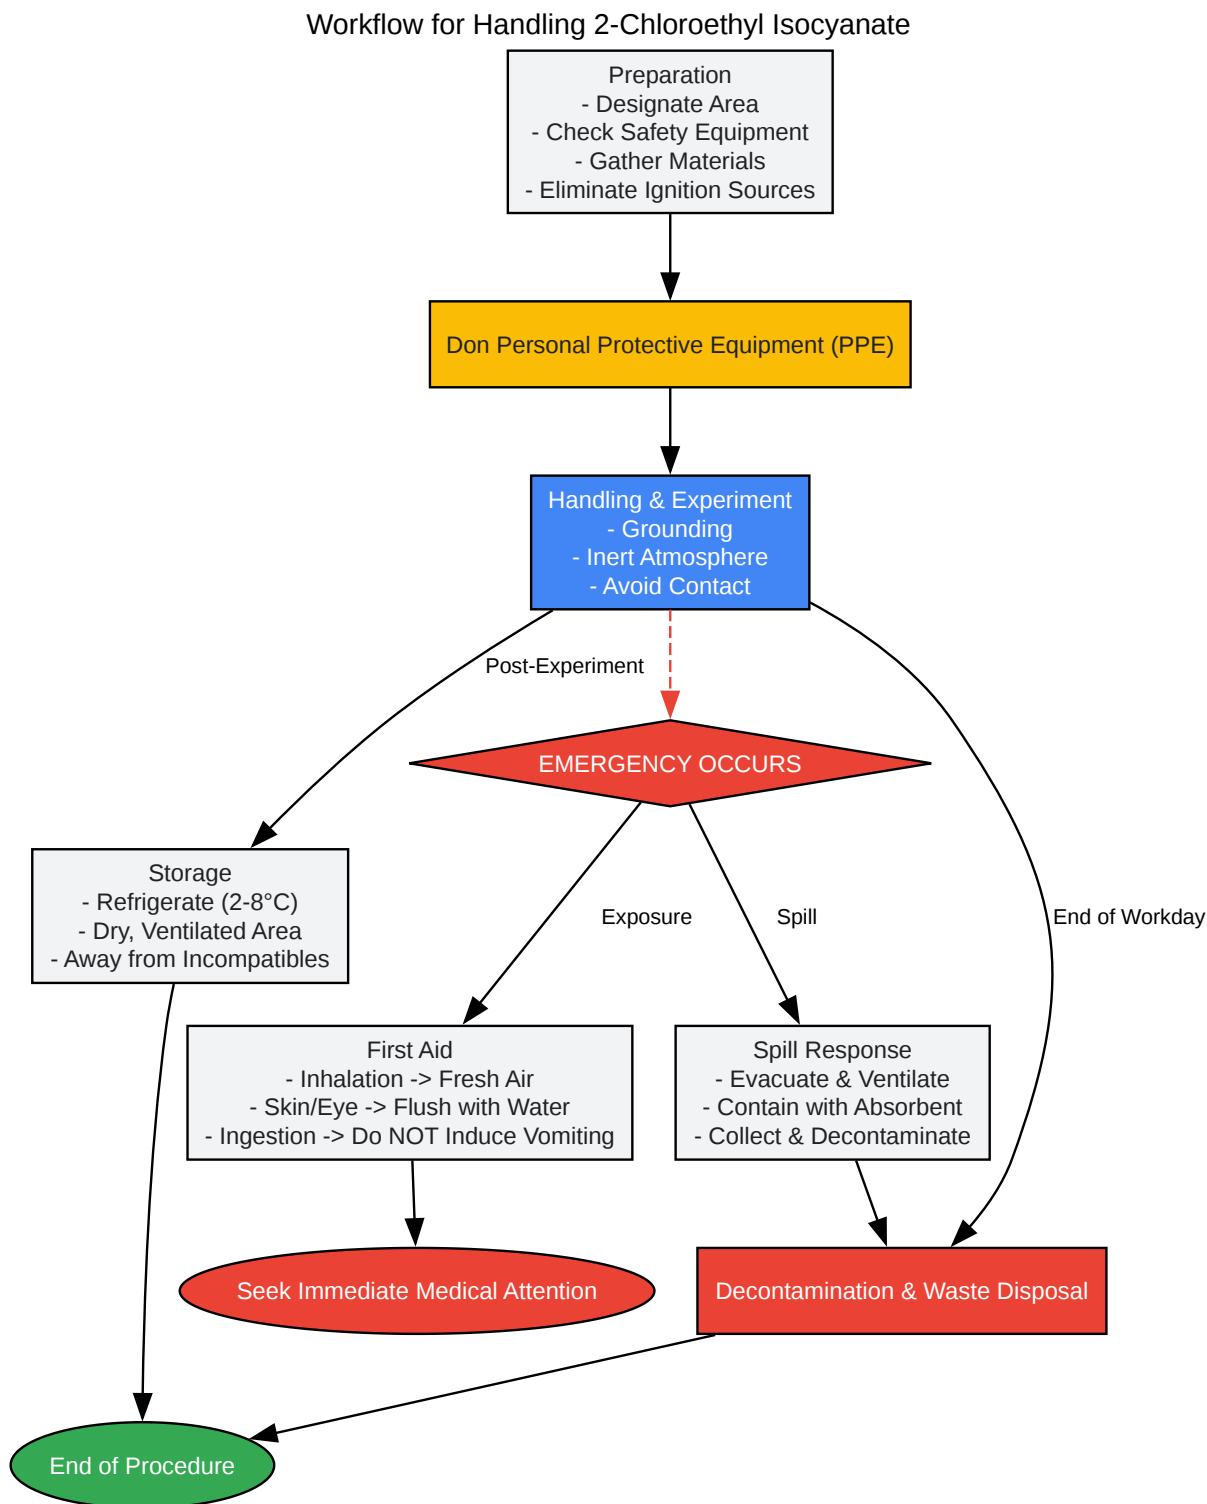 Workflow for Handling 2-Chloroethyl Isocyanate
Preparation
- Designate Area
- Check Safety Equipment
- Gather Materials
- Eliminate Ignition Sources
Don Personal Protective Equipment (PPE)
Handling & Experiment
- Grounding
- Inert Atmosphere
- Avoid Contact
Post-Experiment
EMERGENCY OCCURS
Storage
- Refrigerate (2-8°C)
- Dry, Ventilated Area
- Away from Incompatibles
Exposure
Spill
End of Workday
First Aid
- Inhalation -> Fresh Air
- Skin/Eye -> Flush with Water
- Ingestion -> Do NOT Induce Vomiting
Spill Response
- Evacuate & Ventilate
- Contain with Absorbent
- Collect & Decontaminate
Seek Immediate Medical Attention
Decontamination & Waste Disposal
End of Procedure